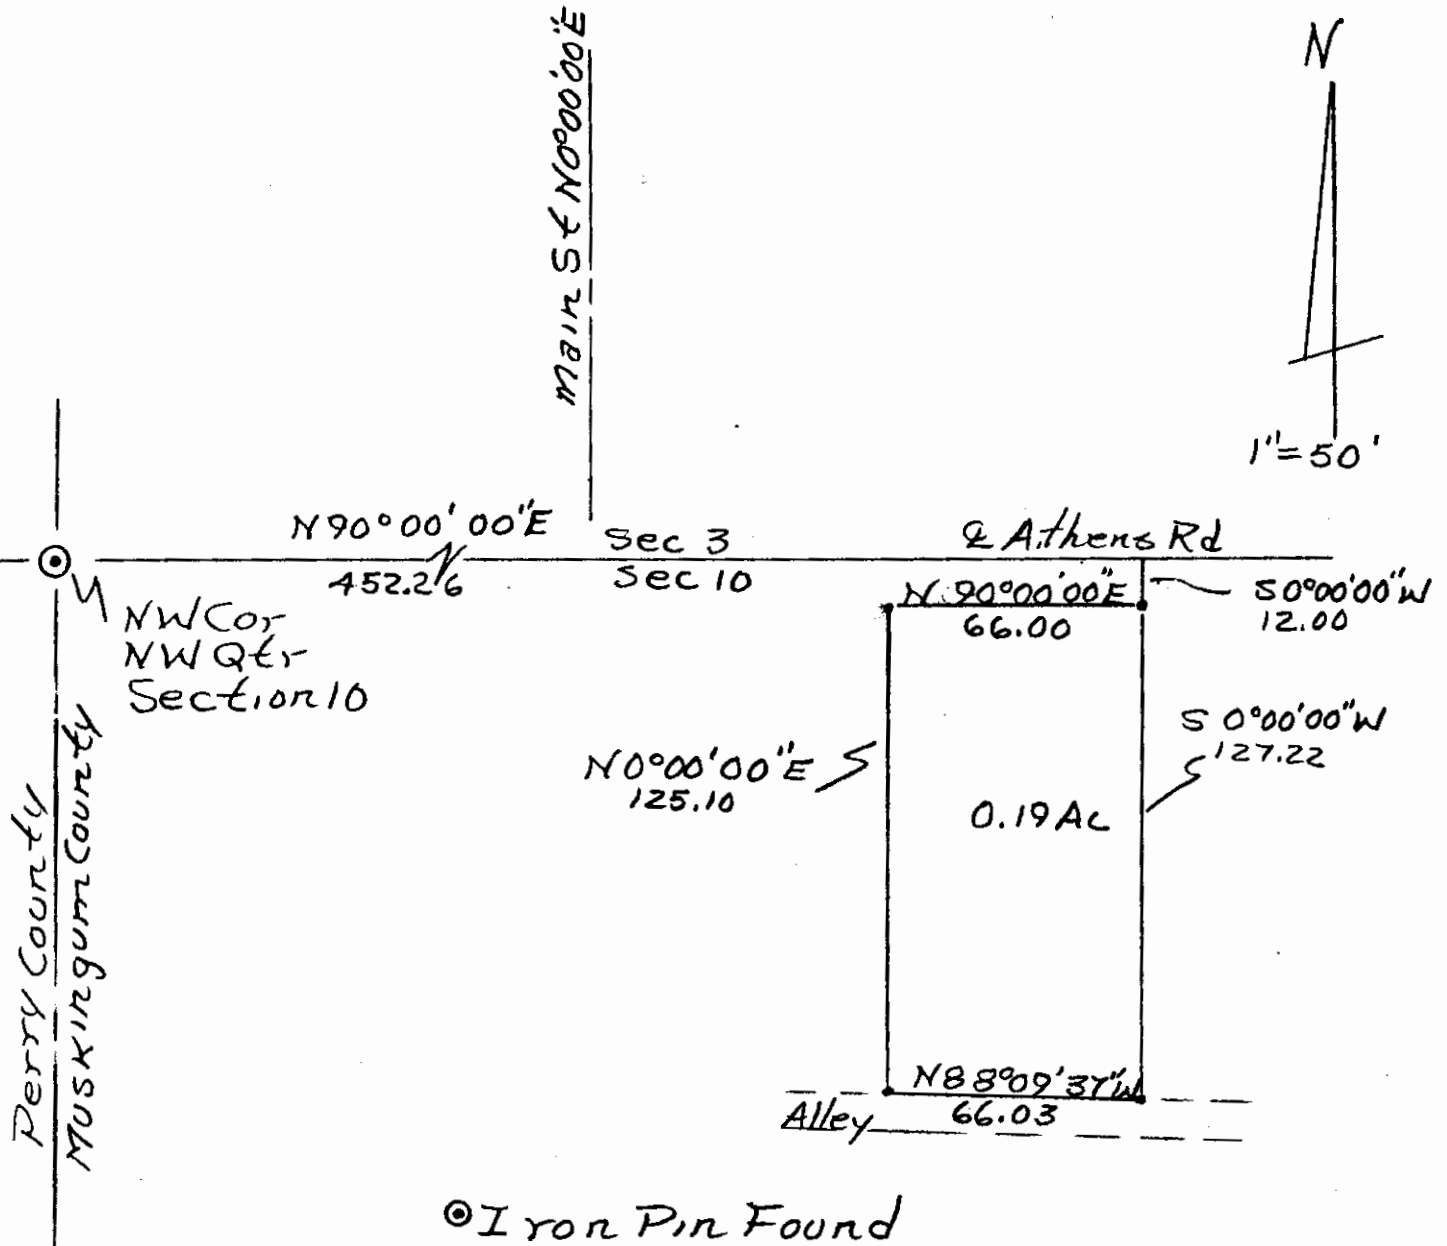 N
Main St N0°00'00"E
1"=50'
N90°00'00"E
452.26
Sec 3
Sec 10
℄ Athens Rd
N 90°00'00"E
66.00
S0°00'00"W
12.00
NW Cor
NW Qtr
Section 10
S 0°00'00"W
127.22
N0°00'00"E
125.10
0.19 Ac
Perry County
Muskingum County
N88°09'37"W
66.03
Alley
Iron Pin Found